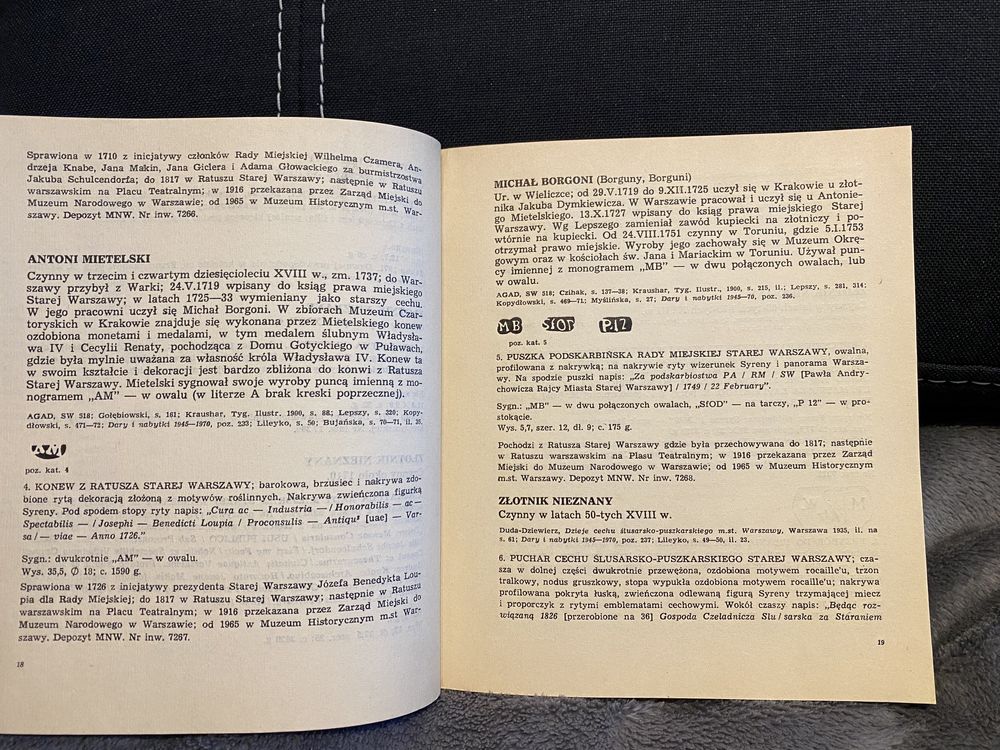 Sprawiona w 1710 z inicjatywy członków Rady Miejskiej Wilhelma Czamera, An-
drzeja Knabe, Jana Makin, Jana Giclera i Adama Głowackiego za burmistrzostwa
Jakuba Schulcendorfa; do 1817 w Ratuszu Starej Warszawy; następnie w Ratuszu
warszawskim na Placu Teatralnym; w 1916 przekazana przez Zarząd Miejski do
Muzeum Narodowego w Warszawie; od 1965 w Muzeum Historycznym m.st. War-
szawy. Depozyt MNW. Nr inw. 7266.
ANTONI MIETELSKI
Czynny w trzecim i czwartym dziesięcioleciu XVIII w., zm. 1737; do War-
szawy przybył z Warki; 24.V.1719 wpisany do ksiąg prawa miejskiego
Starej Warszawy; w latach 1725—33 wymieniany jako starszy cechu.
W jego pracowni uczył się Michał Borgoni. W zbiorach Muzeum Czar-
toryskich w Krakowie znajduje się wykonana przez Mietelskiego konew
ozdobiona monetami i medalami, w tym medalem ślubnym Władysła-
wa IV i Cecylii Renaty, pochodząca z Domu Gotyckiego w Puławach,
gdzie była mylnie uważana za własność króla Władysława IV. Konew ta
w swoim kształcie i dekoracji jest bardzo zbliżona do konwi z Ratusza
Starej Warszawy. Mietelski sygnował swoje wyroby puncą imienną z mo-
nogramem „AM” — w owalu (w literze A brak kreski poprzecznej).
AGAD, SW 518; Gołębiowski, s. 161; Kraushar, Tyg. Ilustr. 1900, s. 88; Lepszy, s. 320; Kopy-
dłowski, s. 471—72; Dary i nabytki 1945—1970, poz. 233; Lileyko, s. 50; Bujańska, s. 70—71, il. 35.
AM
poz. kat. 4
4. KONEW Z RATUSZA STAREJ WARSZAWY; barokowa, brzusiec i nakrywa zdo-
bione rytą dekoracją złożoną z motywów roślinnych. Nakrywa zwieńczona figurką
Syreny. Pod spodem stopy ryty napis: „Cura ac — Industria — / Honorabilis — ac —
Spectabilis — / Josephi — Benedicti Loupia / Proconsulis — Antiquᵉ [uae] — Var-
sa / — viae — Anno 1726.”
Sygn.: dwukrotnie „AM” — w owalu.
Wys. 35,5, Ø 18; c. 1590 g.
Sprawiona w 1726 z inicjatywy prezydenta Starej Warszawy Józefa Benedykta Lou-
pia dla Rady Miejskiej; do 1817 w Ratuszu Starej Warszawy; następnie w Ratuszu
warszawskim na Placu Teatralnym; w 1916 przekazana przez Zarząd Miejski do
Muzeum Narodowego w Warszawie; od 1965 w Muzeum Historycznym m.st. War-
szawy. Depozyt MNW. Nr inw. 7267.
18
MICHAŁ BORGONI (Borguny, Borguni)
Ur. w Wieliczce; od 29.V.1719 do 9.XII.1725 uczył się w Krakowie u złot-
nika Jakuba Dymkiewicza. W Warszawie pracował i uczył się u Antonie-
go Mietelskiego. 13.X.1727 wpisany do ksiąg prawa miejskiego Starej
Warszawy. Wg Lepszego zamieniał zawód kupiecki na złotniczy i po-
wtórnie na kupiecki. Od 24.VIII.1751 czynny w Toruniu, gdzie 5.I.1753
otrzymał prawo miejskie. Wyroby jego zachowały się w Muzeum Okrę-
gowym oraz w kościołach św. Jana i Mariackim w Toruniu. Używał pun-
cy imiennej z monogramem „MB” — w dwu połączonych owalach, lub
w owalu.
AGAD, SW 518; Czihak, s. 137—38; Kraushar, Tyg. Ilustr., 1900, s. 215, il.; Lepszy, s. 281, 314;
Kopydłowski, s. 469—71; Myślińska, s. 27; Dary i nabytki 1945—70, poz. 236.
MB SfOD P.12
poz. kat. 5
5. PUSZKA PODSKARBIŃSKA RADY MIEJSKIEJ STAREJ WARSZAWY, owalna,
profilowana z nakrywką; na nakrywie ryty wizerunek Syreny i panorama Warsza-
wy. Na spodzie puszki napis: „Za podskarbiostwa PA / RM / SW [Pawła Andry-
chowicza Rajcy Miasta Starej Warszawy] / 1749 / 22 February”.
Sygn.: „MB” — w dwu połączonych owalach, „SfOD” — na tarczy, „P 12” — w pro-
stokącie.
Wys. 5,7, szer. 12, dł. 9; c. 175 g.
Pochodzi z Ratusza Starej Warszawy gdzie była przechowywana do 1817; następnie
w Ratuszu warszawskim na Plasu Teatralnym; w 1916 przekazana przez Zarząd
Miejski do Muzeum Narodowego w Warszawie; od 1965 w Muzeum Historycznym
m.st. Warszawy. Depozyt MNW. Nr inw. 7268.
ZŁOTNIK NIEZNANY
Czynny w latach 50-tych XVIII w.
Duda-Dziewierz, Dzieje cechu ślusarsko-puszkarskiego m.st. Warszawy, Warszawa 1935, il. na
s. 61; Dary i nabytki 1945—1970, poz. 237; Lileyko, s. 49—50, il. 23.
6. PUCHAR CECHU ŚLUSARSKO-PUSZKARSKIEGO STAREJ WARSZAWY; cza-
sza w dolnej części dwukrotnie przewężona, ozdobiona motywem rocaille'u, trzon
tralkowy, nodus gruszkowy, stopa wypukła ozdobiona motywem rocaille'u; nakrywa
profilowana pokryta łuską, zwieńczona odlewaną figurą Syreny trzymającej miecz
i proporczyk z rytymi emblematami cechowymi. Wokół czaszy napis: „Będąc roz-
wiązaną 1826 [przerobione na 36] Gospoda Czeladnicza Slu / sarska za Staraniem
19